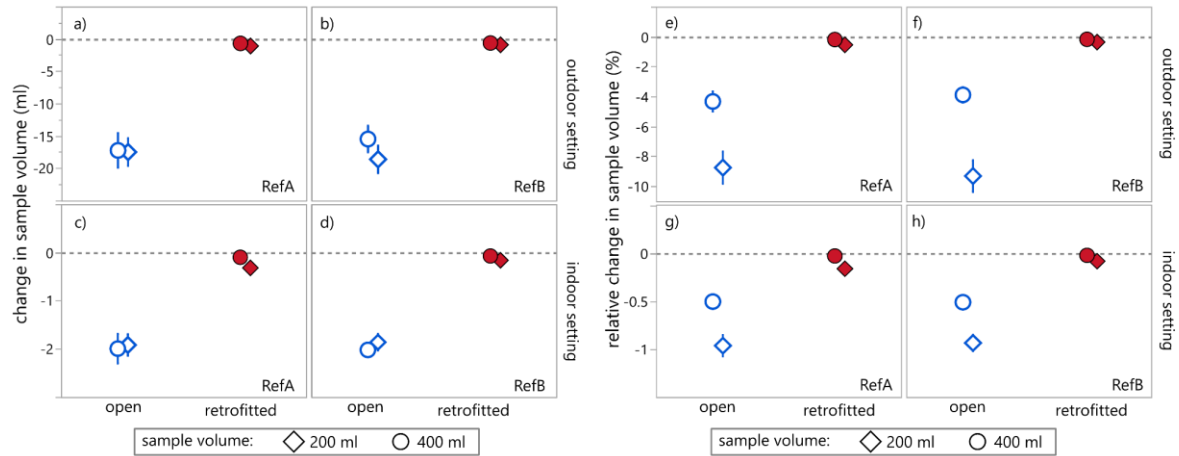 a)
b)
0
-5
-10
-15
-20
change in sample volume (ml)
RefA
RefB
outdoor setting
c)
d)
0
-1
-2
RefA
RefB
indoor setting
open
retrofitted
open
retrofitted
sample volume: 200 ml 400 ml
e)
f)
0
-2
-4
-6
-8
-10
relative change in sample volume (%)
RefA
RefB
outdoor setting
g)
h)
0
-0.5
-1
RefA
RefB
indoor setting
open
retrofitted
open
retrofitted
sample volume: 200 ml 400 ml